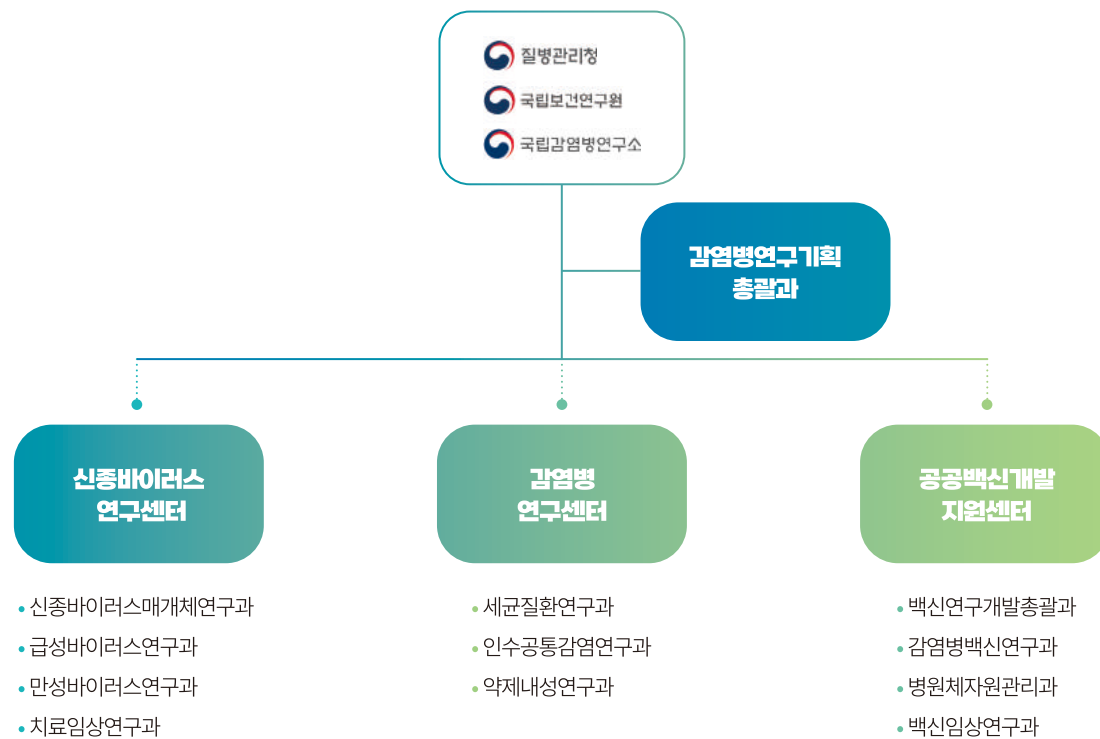 질병관리청
국립보건연구원
국립감염병연구소
감염병연구기획
총괄과
신종바이러스
연구센터
감염병
연구센터
공공백신개발
지원센터
• 신종바이러스매개체연구과
• 급성바이러스연구과
• 만성바이러스연구과
• 치료임상연구과
• 세균질환연구과
• 인수공통감염연구과
• 약제내성연구과
• 백신연구개발총괄과
• 감염병백신연구과
• 병원체자원관리과
• 백신임상연구과